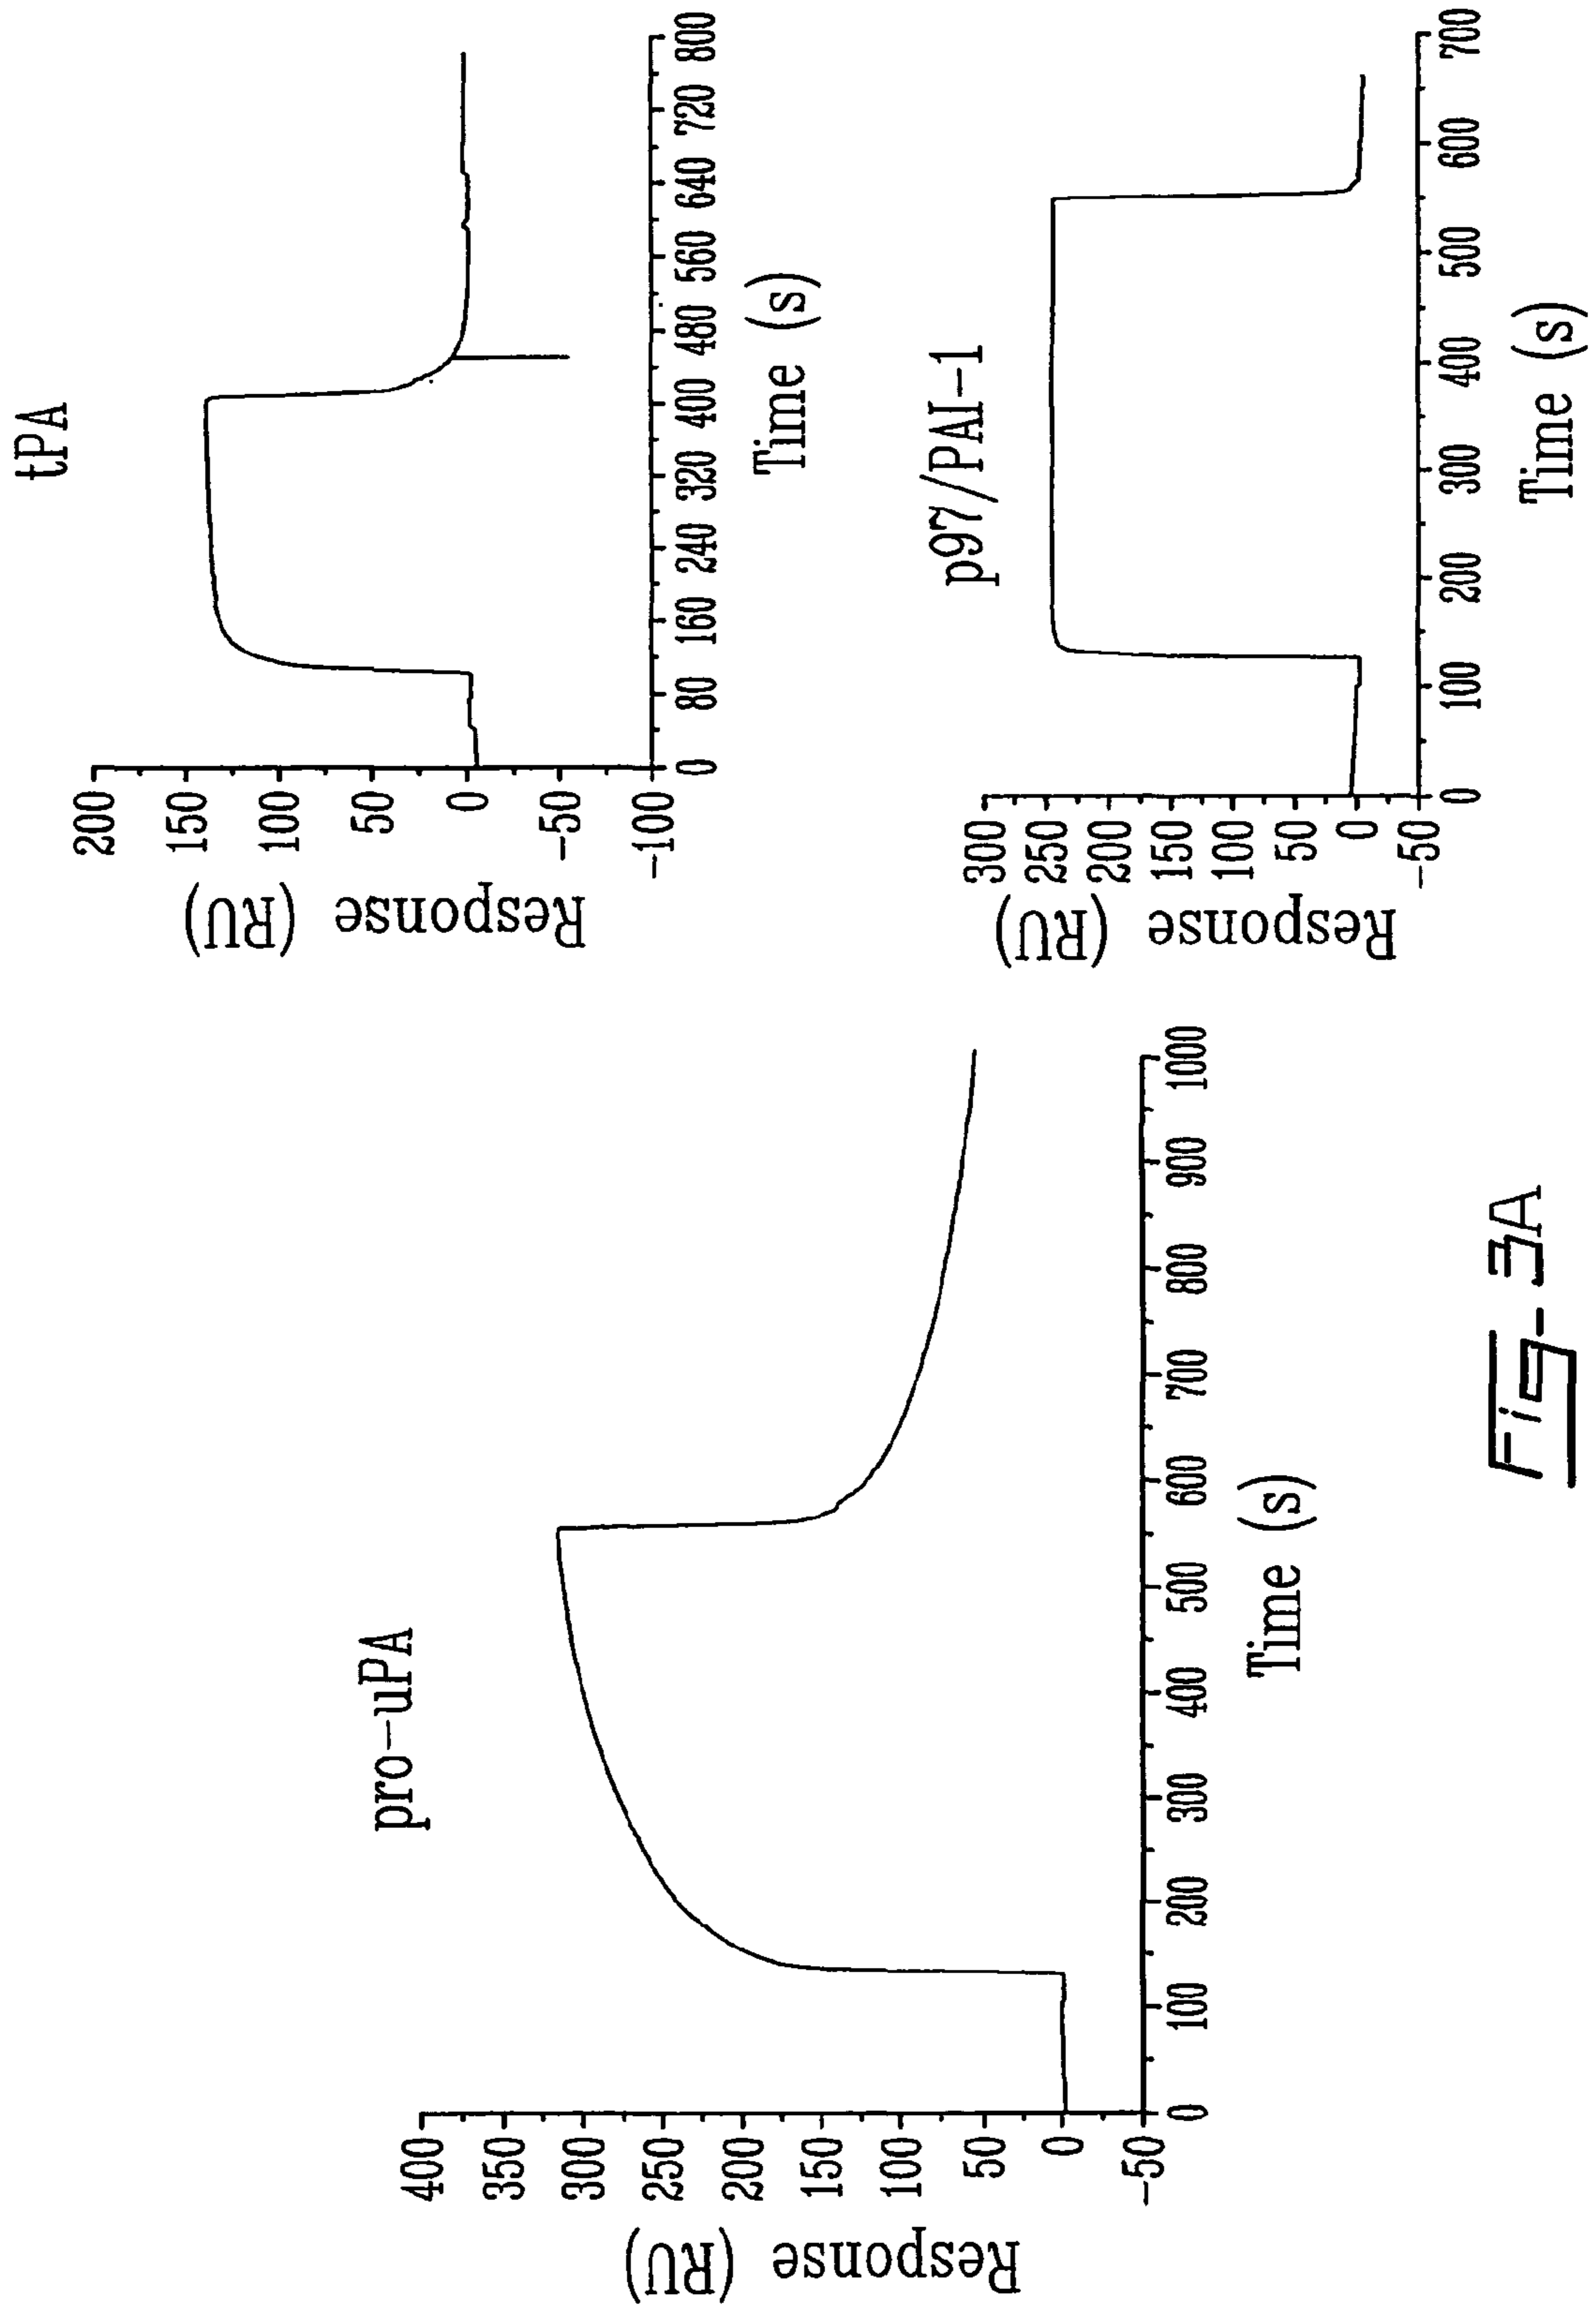 pro-uPA
Response
(RU)
400
350
300
250
200
150
100
50
0
-50
0 100 200 300 400 500 600 700 800 900 1000
Time (s)
tPA
Response
(RU)
200
150
100
50
0
-50
-100
0 80 160 240 320 400 480 560 640 720 800
Time (s)
p97/PAI-1
Response
(RU)
300
250
200
150
100
50
0
-50
0 100 200 300 400 500 600 700
Time (s)
Fig- 3A